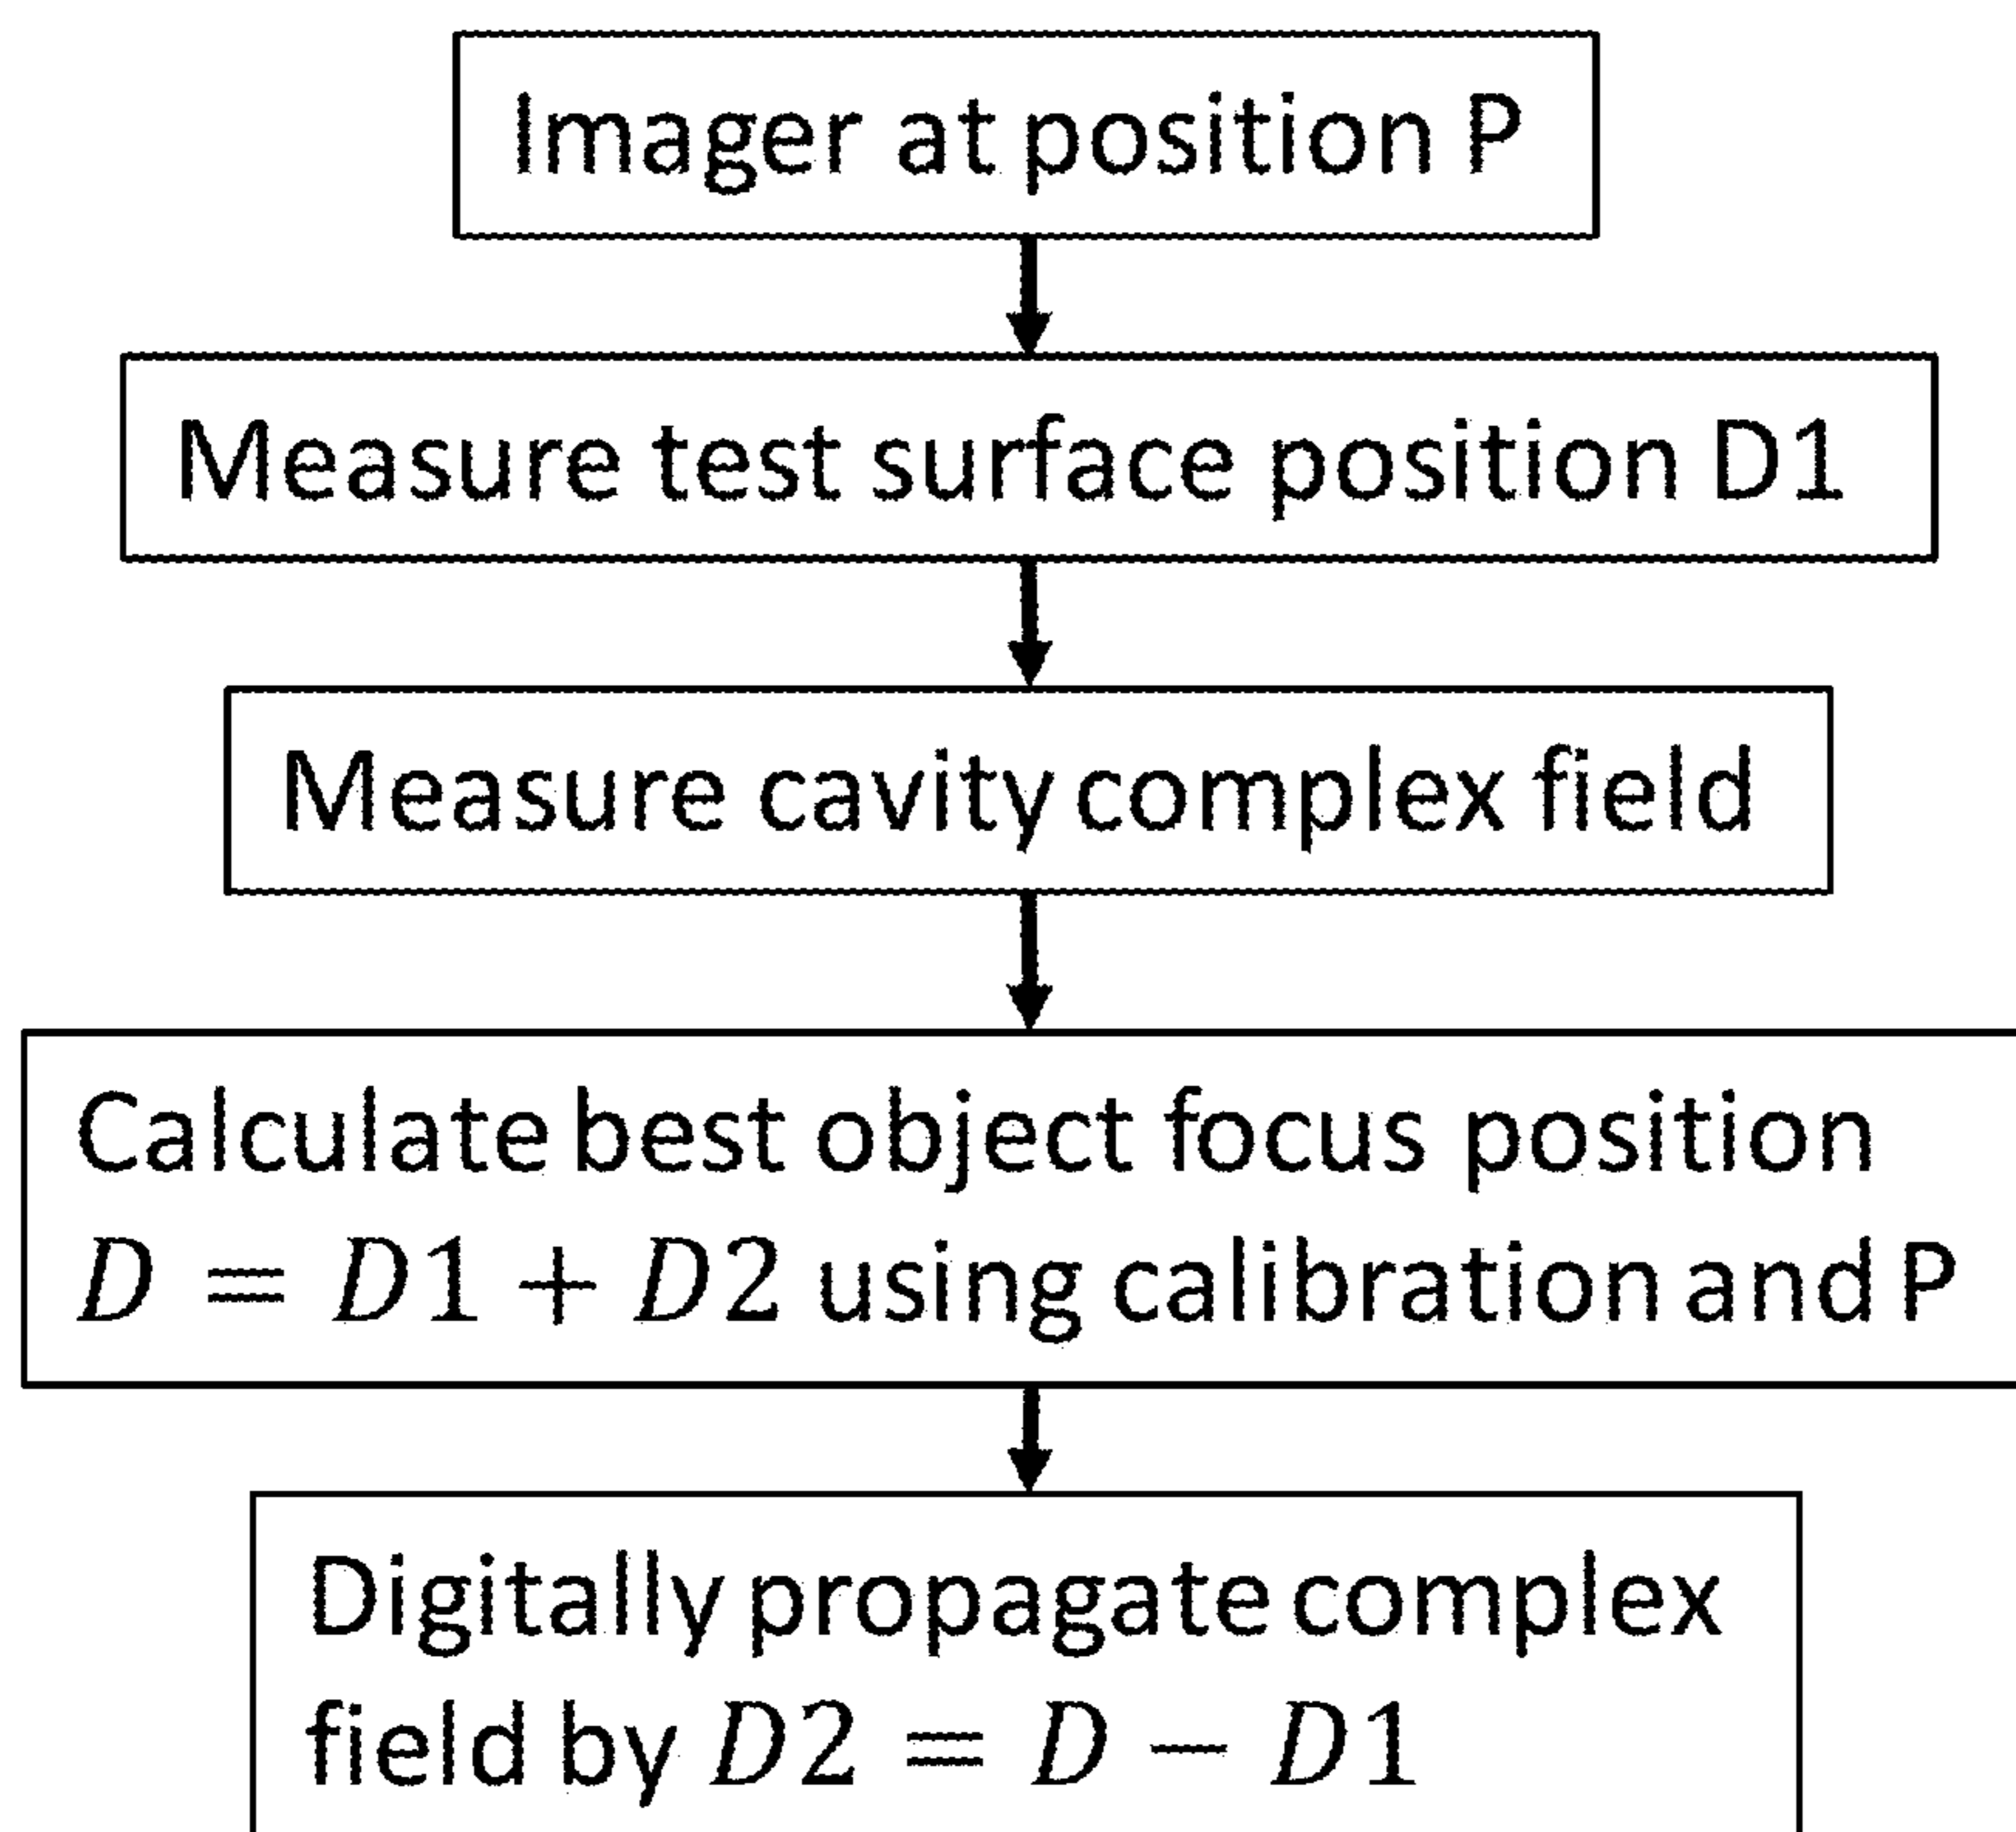 Imager at position P
Measure test surface position D1
Measure cavity complex field
Calculate best object focus position
D = D1 + D2 using calibration and P
Digitally propagate complex
field by D2 = D − D1